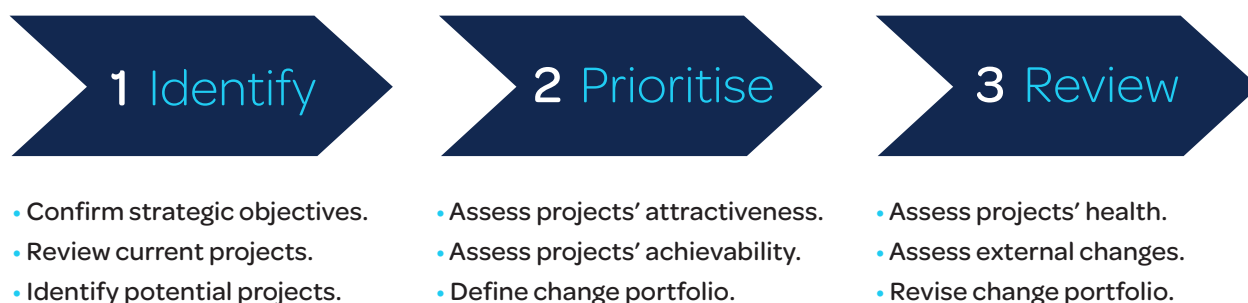 1 Identify
2 Prioritise
3 Review
• Confirm strategic objectives.
• Review current projects.
• Identify potential projects.
• Assess projects’ attractiveness.
• Assess projects’ achievability.
• Define change portfolio.
• Assess projects’ health.
• Assess external changes.
• Revise change portfolio.